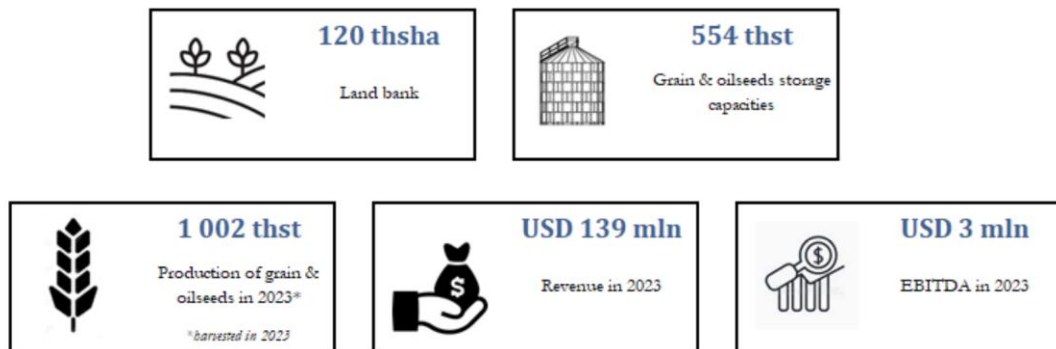 120 thsha
Land bank
554 thst
Grain & oilseeds storage
capacities
1 002 thst
Production of grain &
oilseeds in 2023*
*harvested in 2023
USD 139 mln
$
Revenue in 2023
USD 3 mln
$
EBITDA in 2023